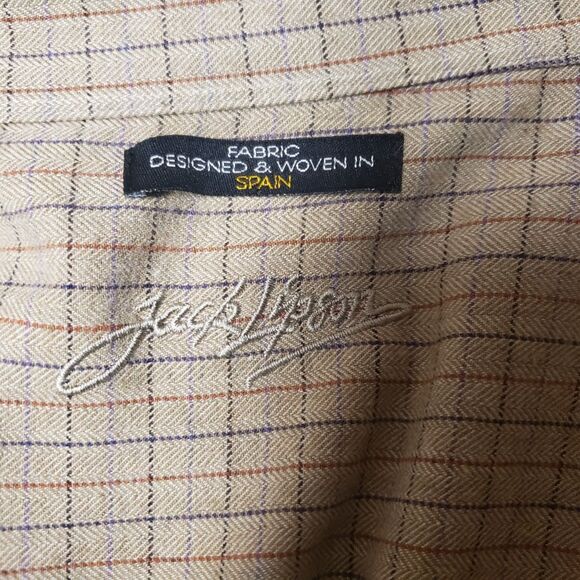 FABRIC
DESIGNED & WOVEN IN
SPAIN
Jack Lipson